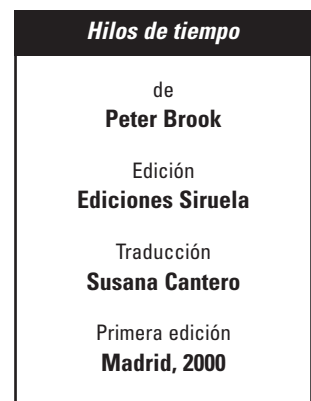 Hilos de tiempo
de
Peter Brook
Edición
Ediciones Siruela
Traducción
Susana Cantero
Primera edición
Madrid, 2000